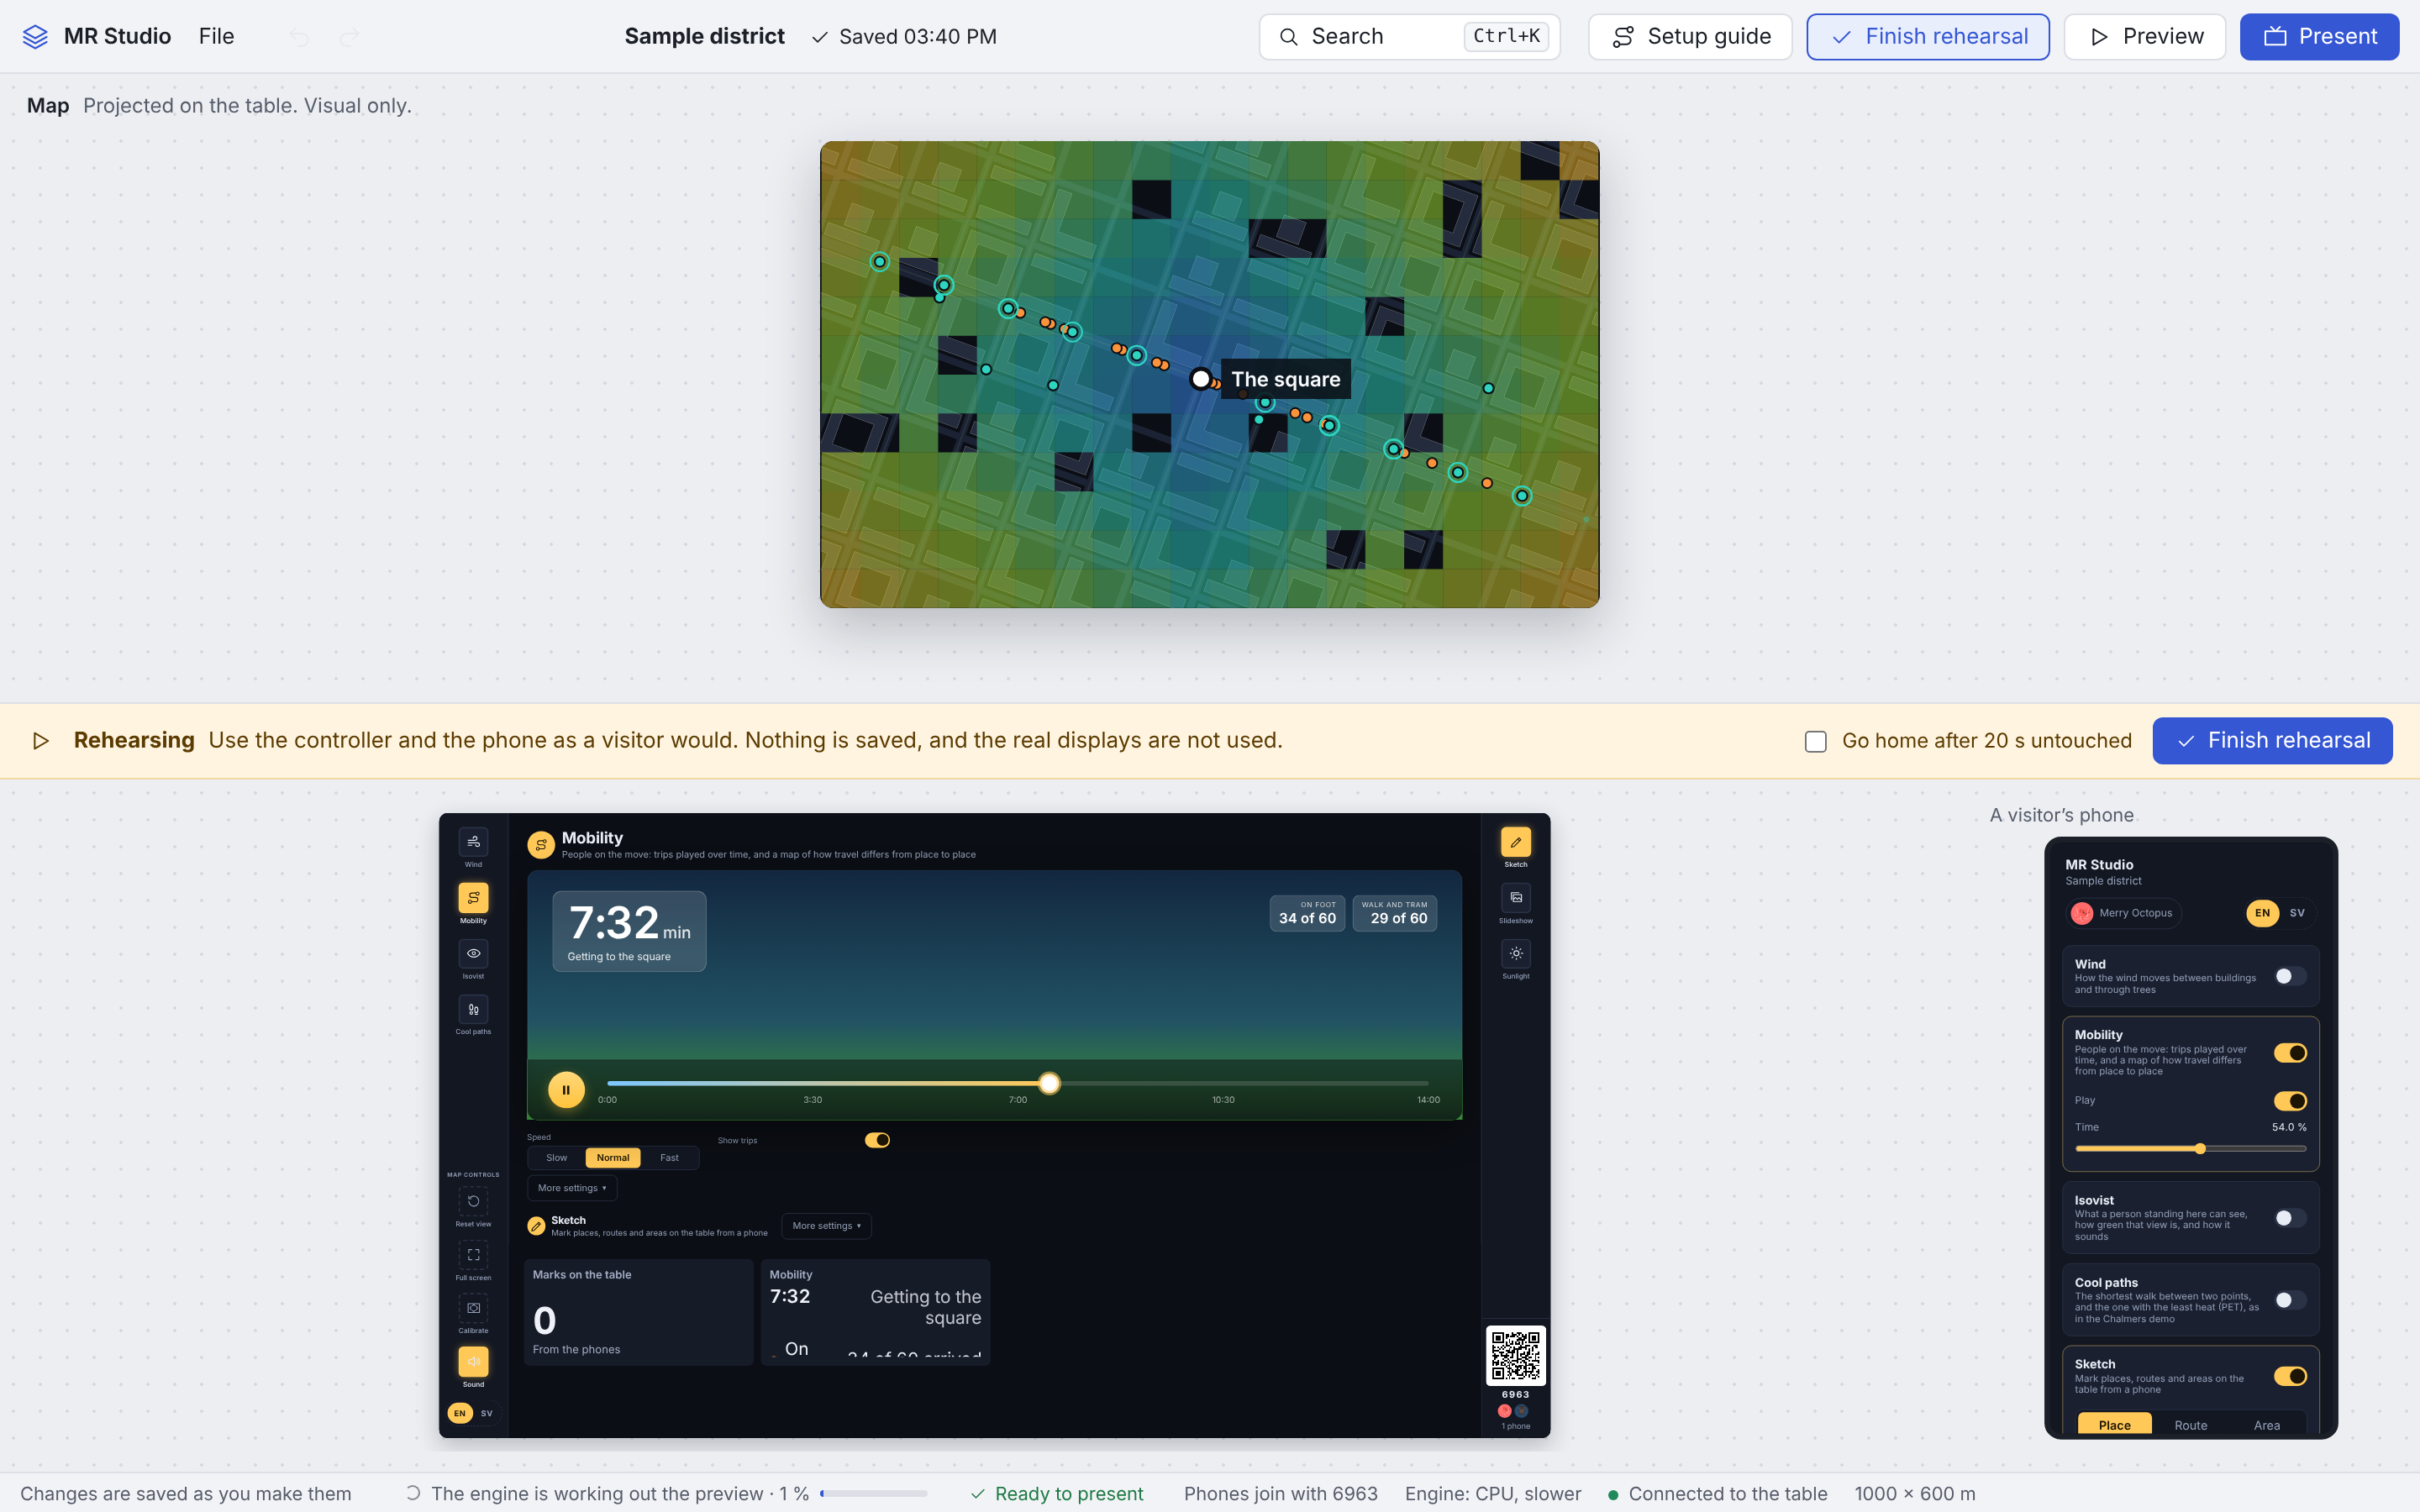 MR Studio File Sample district Saved 03:40 PM Search Ctrl+K Setup guide Finish rehearsal Preview Present
Map Projected on the table. Visual only.
The square
Rehearsing Use the controller and the phone as a visitor would. Nothing is saved, and the real displays are not used. Go home after 20 s untouched Finish rehearsal
Wind
Mobility
Isovist
Cool paths
MAP CONTROLS
Reset view
Full screen
Calibrate
Sound
EN SV
Mobility
People on the move: trips played over time, and a map of how travel differs from place to place
7:32 min
Getting to the square
ON FOOT
34 of 60
WALK AND TRAM
29 of 60
0:00 3:30 7:00 10:30 14:00
Speed
Slow Normal Fast
Show trips
More settings
Sketch
Mark places, routes and areas on the table from a phone
More settings
Marks on the table
0
From the phones
Mobility
7:32 Getting to the
square
On 34 of 60 arrived
Sketch
Slideshow
Sunlight
6963
1 phone
A visitor’s phone
MR Studio
Sample district
Merry Octopus EN SV
Wind
How the wind moves between buildings
and through trees
Mobility
People on the move: trips played over
time, and a map of how travel differs
from place to place
Play
Time 54.0 %
Isovist
What a person standing here can see,
how green that view is, and how it
sounds
Cool paths
The shortest walk between two points,
and the one with the least heat (PET), as
in the Chalmers demo
Sketch
Mark places, routes and areas on the
table from a phone
Place Route Area
Changes are saved as you make them The engine is working out the preview · 1 % Ready to present Phones join with 6963 Engine: CPU, slower Connected to the table 1000 × 600 m